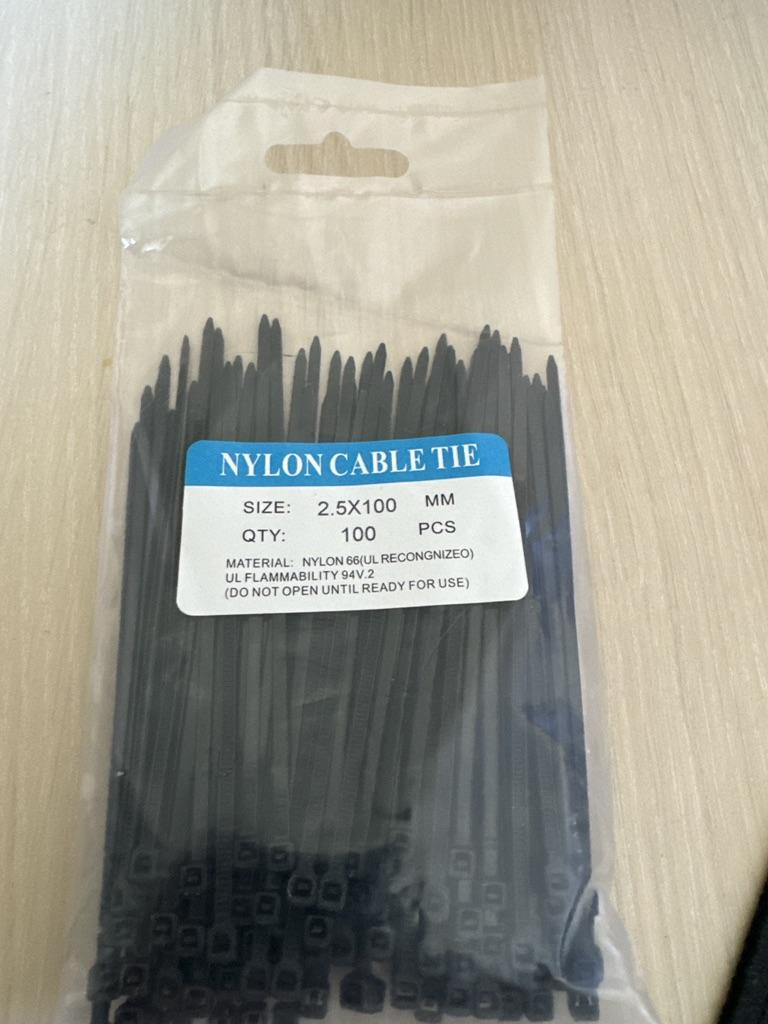 NYLON CABLE TIE
SIZE: 2.5X100 MM
QTY: 100 PCS
MATERIAL: NYLON 66(UL RECONGNIZEO)
UL FLAMMABILITY 94V.2
(DO NOT OPEN UNTIL READY FOR USE)